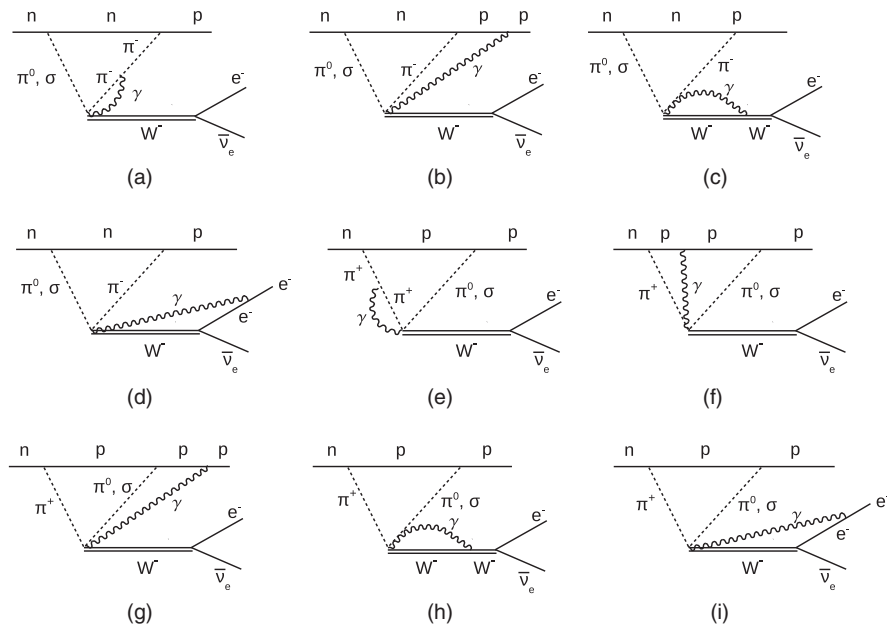 n n p
π⁻
π⁰, σ π⁻ γ e⁻
W⁻ ν̅ₑ
(a)
n n p p
π⁰, σ π⁻ γ e⁻
W⁻ ν̅ₑ
(b)
n n p
π⁰, σ π⁻ γ e⁻
W⁻ W⁻ ν̅ₑ
(c)
n n p
π⁰, σ π⁻ γ e⁻
e⁻
W⁻ ν̅ₑ
(d)
n p p
π⁺ π⁺ π⁰, σ
γ e⁻
W⁻ ν̅ₑ
(e)
n p p p
π⁺ γ π⁰, σ e⁻
W⁻ ν̅ₑ
(f)
n p p p
π⁺ π⁰, σ γ e⁻
W⁻ ν̅ₑ
(g)
n p p
π⁺ π⁰, σ
γ e⁻
W⁻ W⁻ ν̅ₑ
(h)
n p p
π⁺ π⁰, σ γ e⁻
e⁻
W⁻ ν̅ₑ
(i)